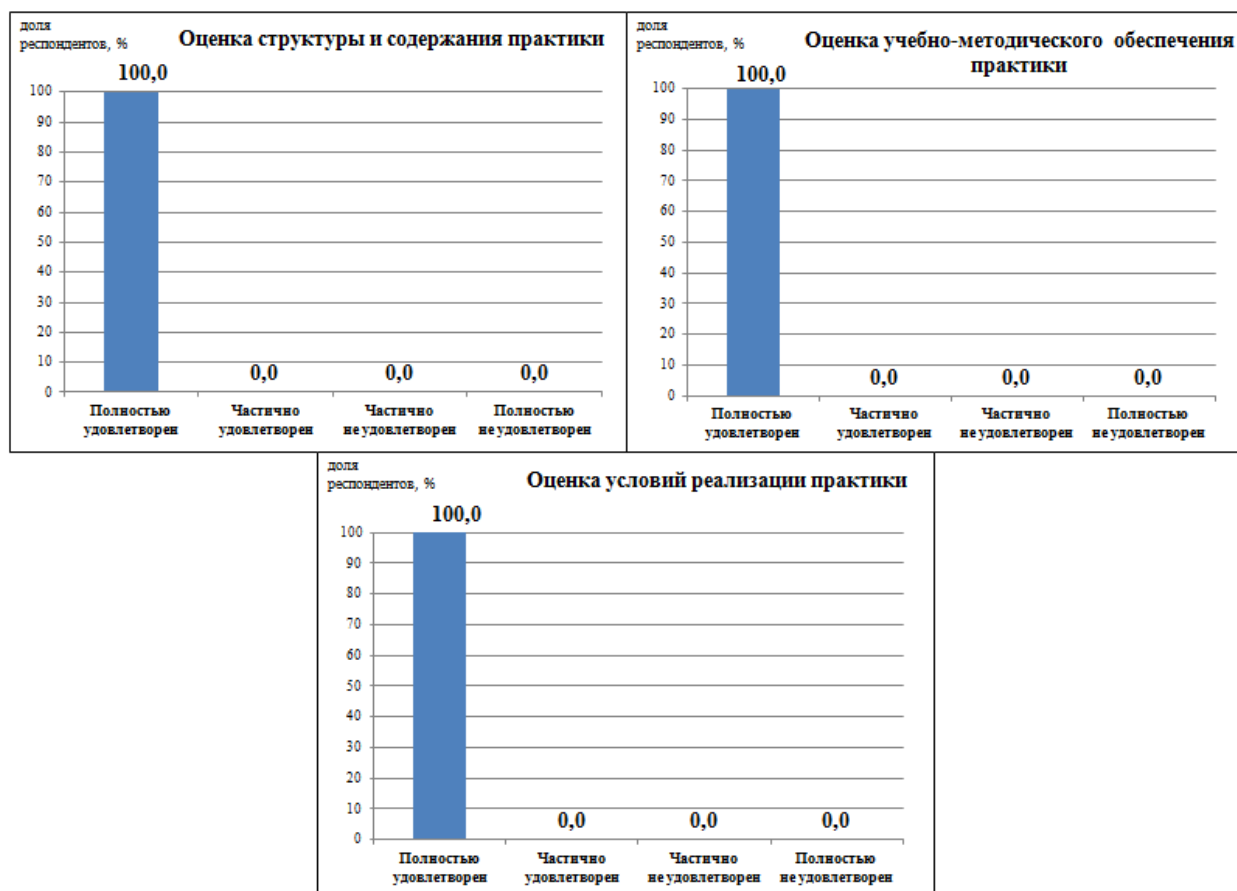 доля
респондентов, %
Оценка структуры и содержания практики
100,0
100
90
80
70
60
50
40
30
20
10
0
0,0 0,0 0,0
Полностью Частично Частично Полностью
удовлетворен удовлетворен не удовлетворен не удовлетворен
доля
респондентов, %
Оценка учебно-методического обеспечения
практики
100,0
100
90
80
70
60
50
40
30
20
10
0
0,0 0,0 0,0
Полностью Частично Частично Полностью
удовлетворен удовлетворен не удовлетворен не удовлетворен
доля
респондентов, %
Оценка условий реализации практики
100,0
100
90
80
70
60
50
40
30
20
10
0
0,0 0,0 0,0
Полностью Частично Частично Полностью
удовлетворен удовлетворен не удовлетворен не удовлетворен